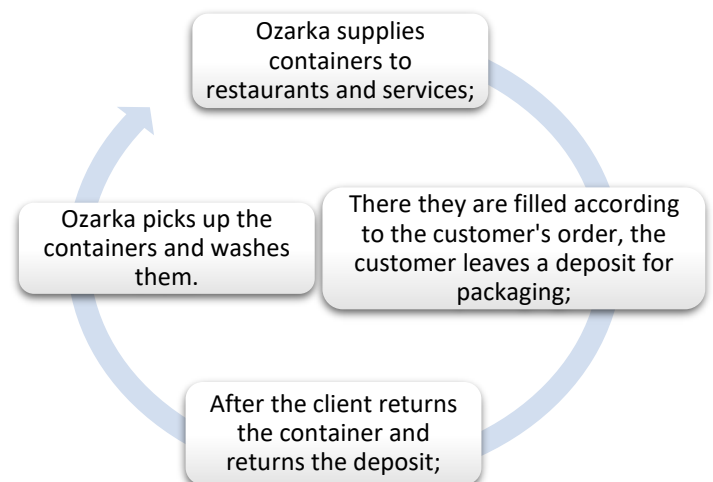 Ozarka supplies
containers to
restaurants and services;
There they are filled according
to the customer's order, the
customer leaves a deposit for
packaging;
After the client returns
the container and
returns the deposit;
Ozarka picks up the
containers and washes
them.